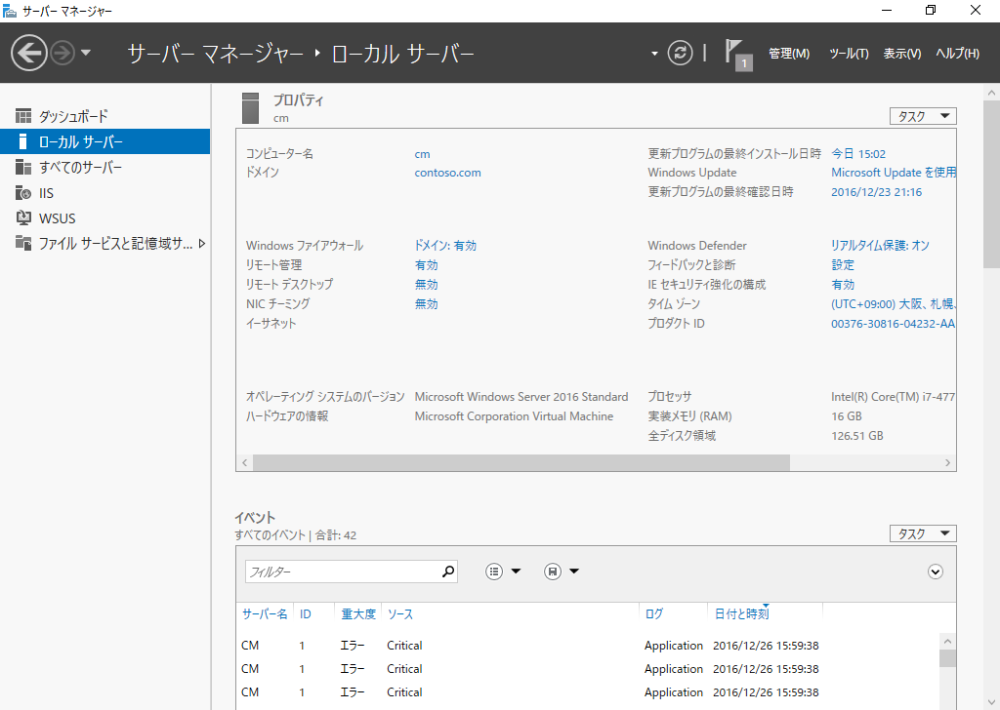 サーバー マネージャー
サーバー マネージャー ・ ローカル サーバー
1
管理(M) ツール(T) 表示(V) ヘルプ(H)
ダッシュボード
ローカル サーバー
すべてのサーバー
IIS
WSUS
ファイル サービスと記憶域サ...
プロパティ
cm
タスク
コンピューター名 cm 更新プログラムの最終インストール日時 今日 15:02
ドメイン contoso.com Windows Update Microsoft Update を使用
更新プログラムの最終確認日時 2016/12/23 21:16
Windows ファイアウォール ドメイン: 有効 Windows Defender リアルタイム保護: オン
リモート管理 有効 フィードバックと診断 設定
リモート デスクトップ 無効 IE セキュリティ強化の構成 有効
NIC チーミング 無効 タイム ゾーン (UTC+09:00) 大阪、札幌、
イーサネット プロダクト ID 00376-30816-04232-AA
オペレーティング システムのバージョン Microsoft Windows Server 2016 Standard プロセッサ Intel(R) Core(TM) i7-477
ハードウェアの情報 Microsoft Corporation Virtual Machine 実装メモリ (RAM) 16 GB
全ディスク領域 126.51 GB
イベント
すべてのイベント | 合計: 42
タスク
フィルター
サーバー名 ID 重大度 ソース ログ 日付と時刻
CM 1 エラー Critical Application 2016/12/26 15:59:38
CM 1 エラー Critical Application 2016/12/26 15:59:38
CM 1 エラー Critical Application 2016/12/26 15:59:38